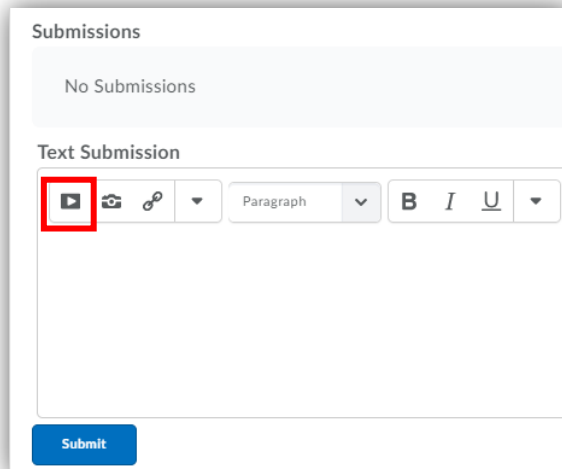 Submissions
No Submissions
Text Submission
Paragraph B I U
Submit